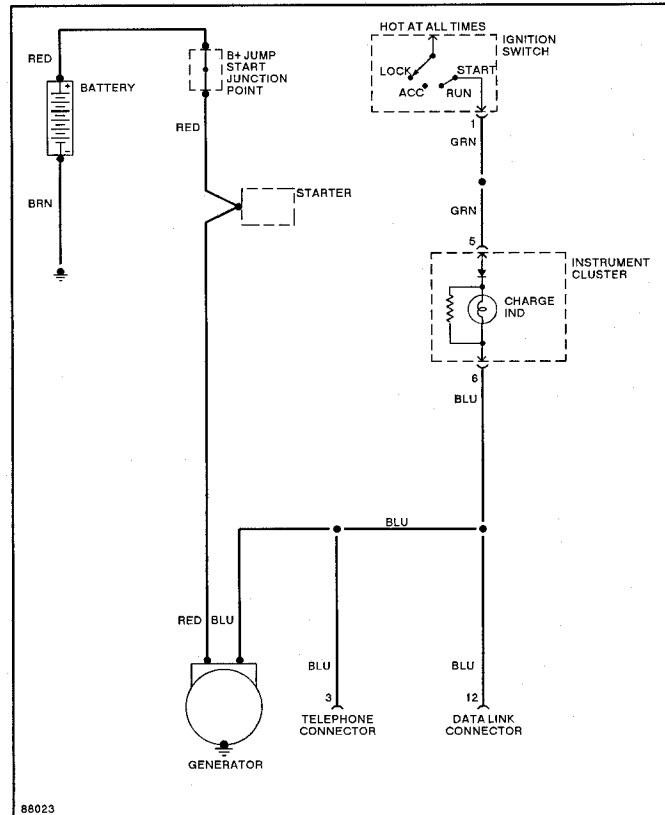 HOT AT ALL TIMES
IGNITION
SWITCH
LOCK
START
ACC
RUN
1
GRN
GRN
5
INSTRUMENT
CLUSTER
CHARGE
IND
6
BLU
RED
B+ JUMP
START
JUNCTION
POINT
BATTERY
+
-
RED
BRN
STARTER
BLU
RED
BLU
BLU
BLU
3
12
TELEPHONE
CONNECTOR
DATA LINK
CONNECTOR
GENERATOR
88023